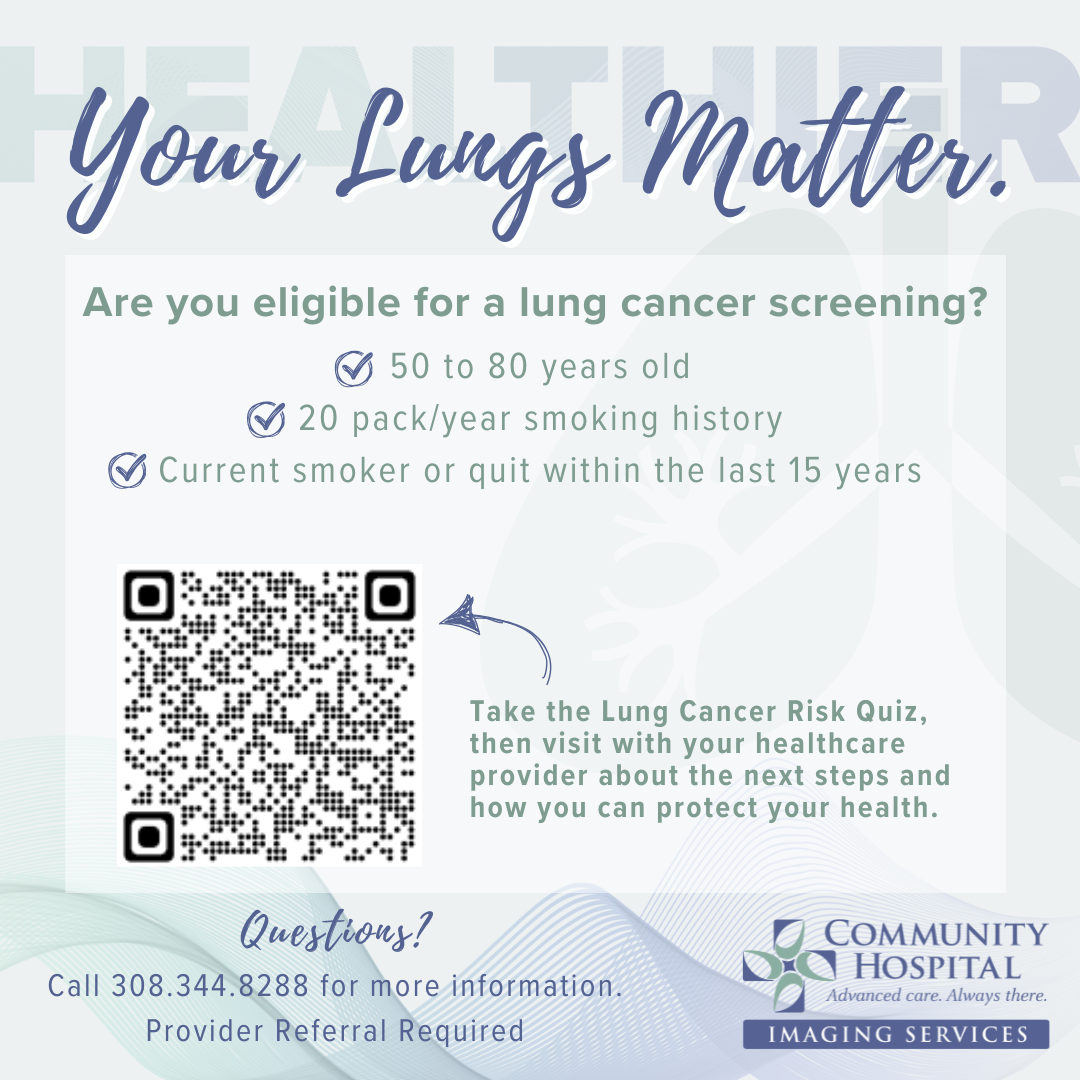 HEALTHIER
Your Lungs Matter.
Are you eligible for a lung cancer screening?
50 to 80 years old
20 pack/year smoking history
Current smoker or quit within the last 15 years
Take the Lung Cancer Risk Quiz,
then visit with your healthcare
provider about the next steps and
how you can protect your health.
Questions?
Call 308.344.8288 for more information.
Provider Referral Required
COMMUNITY
HOSPITAL
Advanced care. Always there.
IMAGING SERVICES